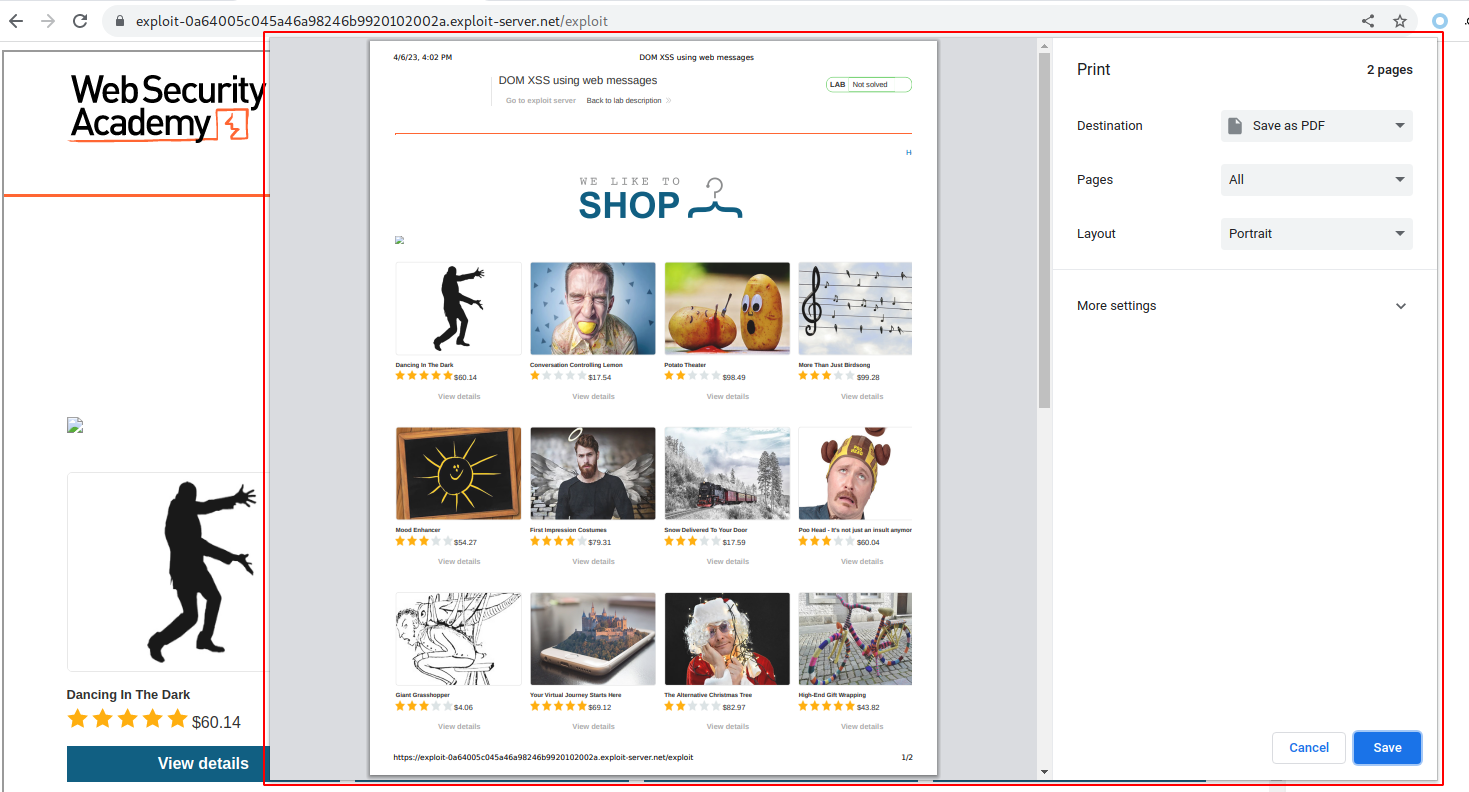 exploit-0a64005c045a46a98246b9920102002a.exploit-server.net/exploit
Web Security
Academy
Dancing In The Dark
$60.14
View details
4/6/23, 4:02 PM DOM XSS using web messages
DOM XSS using web messages
LAB Not solved
Go to exploit server Back to lab description
H
WE LIKE TO
SHOP
Dancing In The Dark Conversation Controlling Lemon Potato Theater More Than Just Birdsong
$60.14 $17.54 $98.49 $99.28
View details View details View details View details
Mood Enhancer First Impression Costumes Snow Delivered To Your Door Poo Head - It's not just an insult anymor
$54.27 $79.31 $17.59 $60.04
View details View details View details View details
Giant Grasshopper Your Virtual Journey Starts Here The Alternative Christmas Tree High-End Gift Wrapping
$4.06 $69.12 $82.97 $43.82
View details View details View details View details
https://exploit-0a64005c045a46a98246b9920102002a.exploit-server.net/exploit 1/2
Print 2 pages
Destination Save as PDF
Pages All
Layout Portrait
More settings
Cancel Save